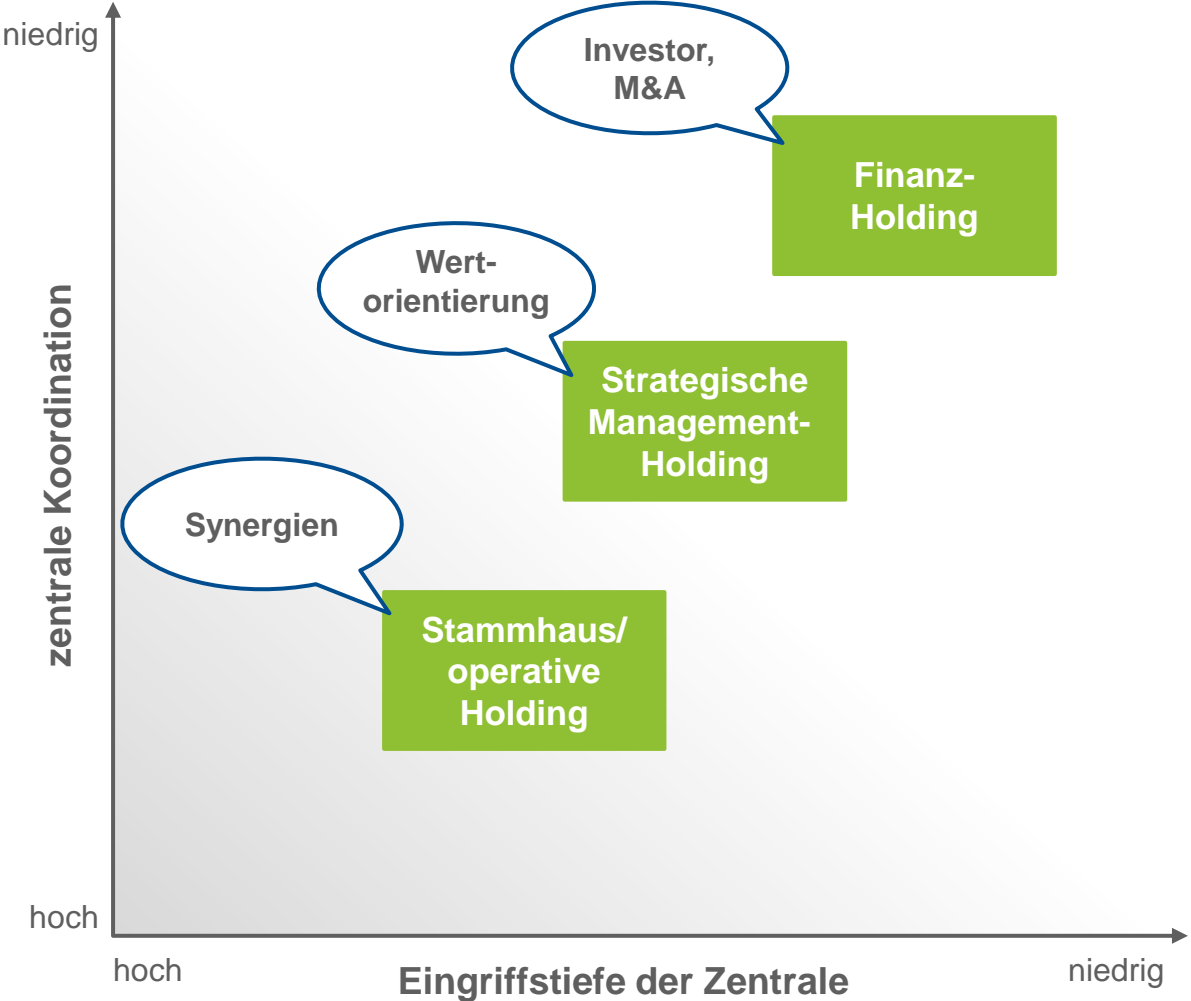 niedrig
Investor,
M&A
Finanz-
Holding
Wert-
orientierung
Strategische
Management-
Holding
zentrale Koordination
Synergien
Stammhaus/
operative
Holding
hoch
hoch
Eingriffstiefe der Zentrale
niedrig